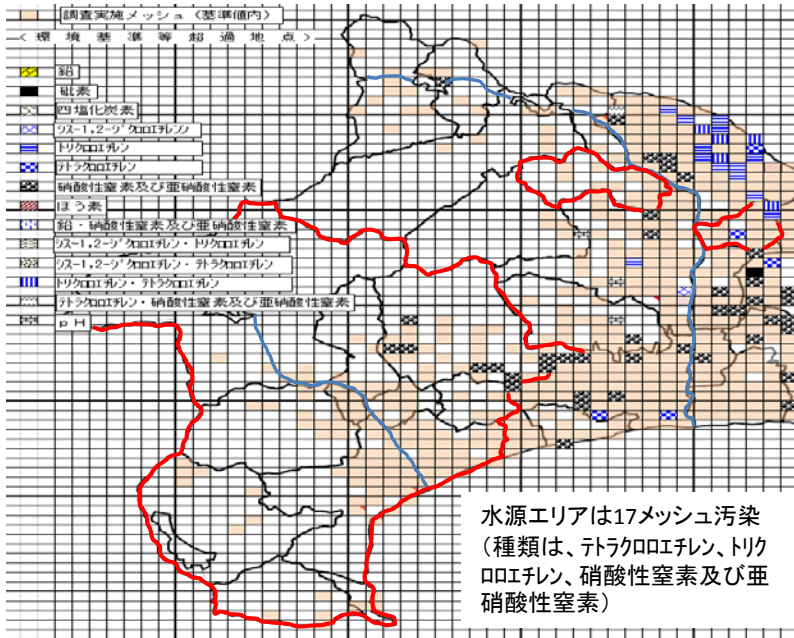 調査実施メッシュ（基準値内）
＜環境基準等超過地点＞
鉛
砒素
四塩化炭素
シス-1,2-ジクロロエチレン
トリクロロエチレン
テトラクロロエチレン
硝酸性窒素及び亜硝酸性窒素
ほう素
鉛・硝酸性窒素及び亜硝酸性窒素
シス-1,2-ジクロロエチレン・トリクロロエチレン
シス-1,2-ジクロロエチレン・テトラクロロエチレン
トリクロロエチレン・テトラクロロエチレン
テトラクロロエチレン・硝酸性窒素及び亜硝酸性窒素
ｐＨ
水源エリアは17メッシュ汚染
（種類は、テトラクロロエチレン、トリク
ロロエチレン、硝酸性窒素及び亜
硝酸性窒素）